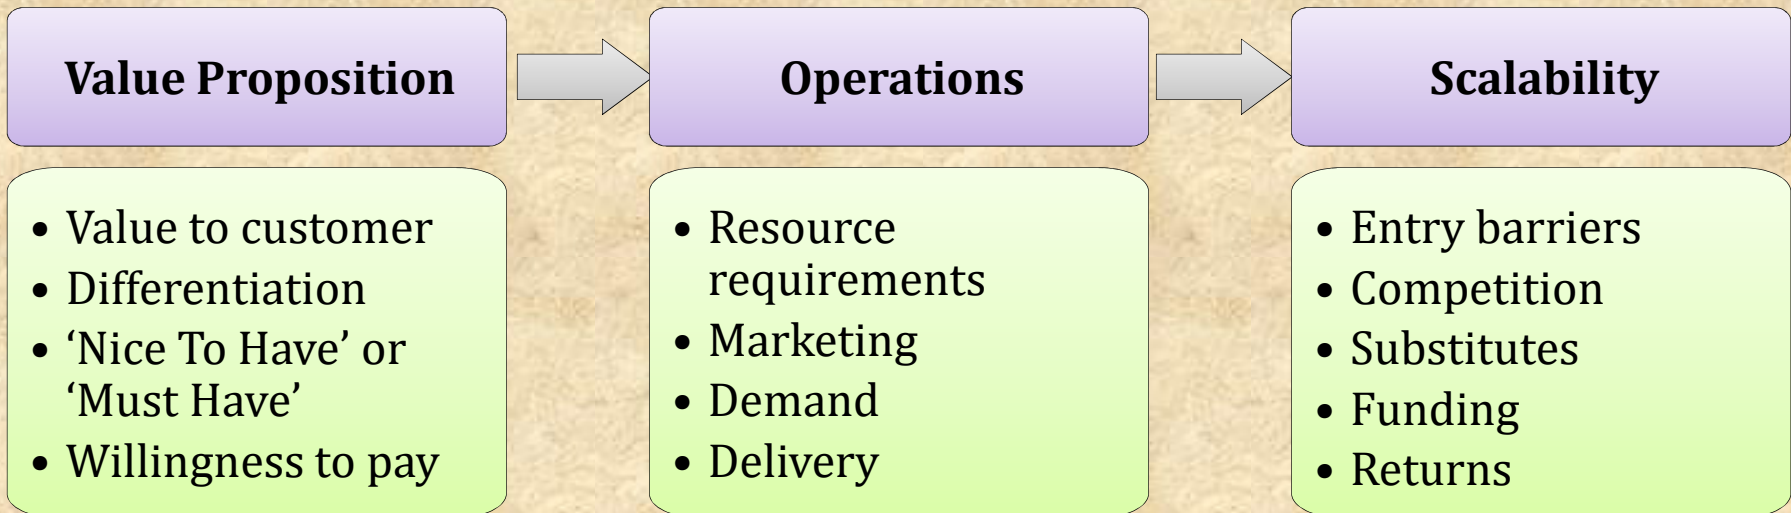 Value Proposition
• Value to customer
• Differentiation
• ‘Nice To Have’ or
‘Must Have’
• Willingness to pay
Operations
• Resource
requirements
• Marketing
• Demand
• Delivery
Scalability
• Entry barriers
• Competition
• Substitutes
• Funding
• Returns